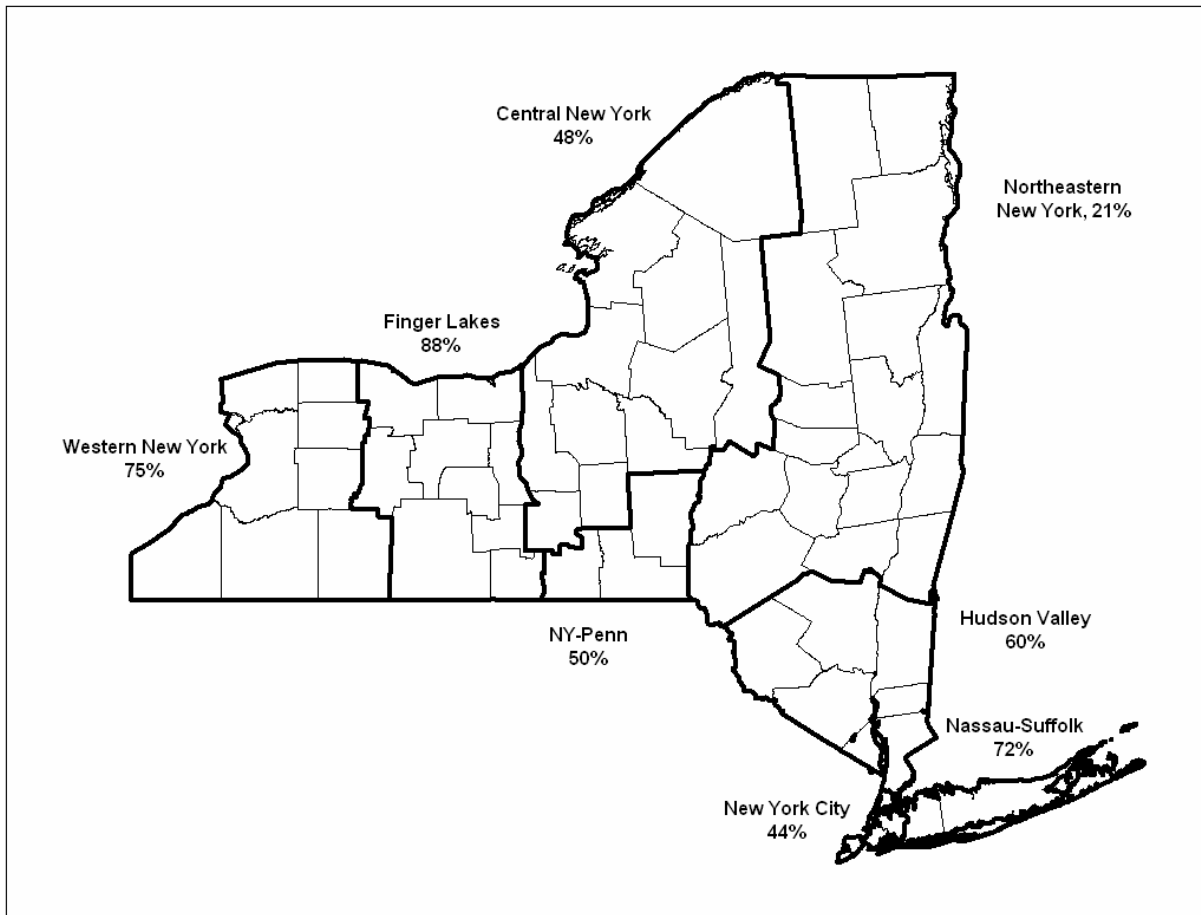 Central New York
48%
Northeastern
New York, 21%
Finger Lakes
88%
Western New York
75%
NY-Penn
50%
Hudson Valley
60%
Nassau-Suffolk
72%
New York City
44%